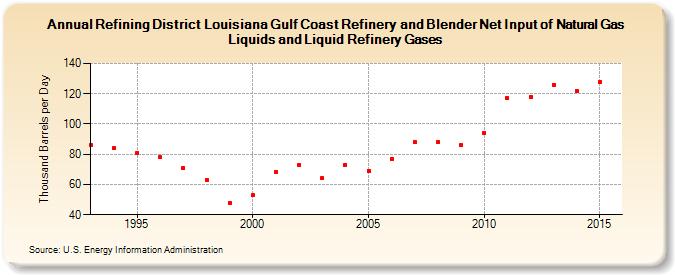 Annual Refining District Louisiana Gulf Coast Refinery and Blender Net Input of Natural Gas
Liquids and Liquid Refinery Gases
Thousand Barrels per Day
140
120
100
80
60
40
1995
2000
2005
2010
2015
Source: U.S. Energy Information Administration